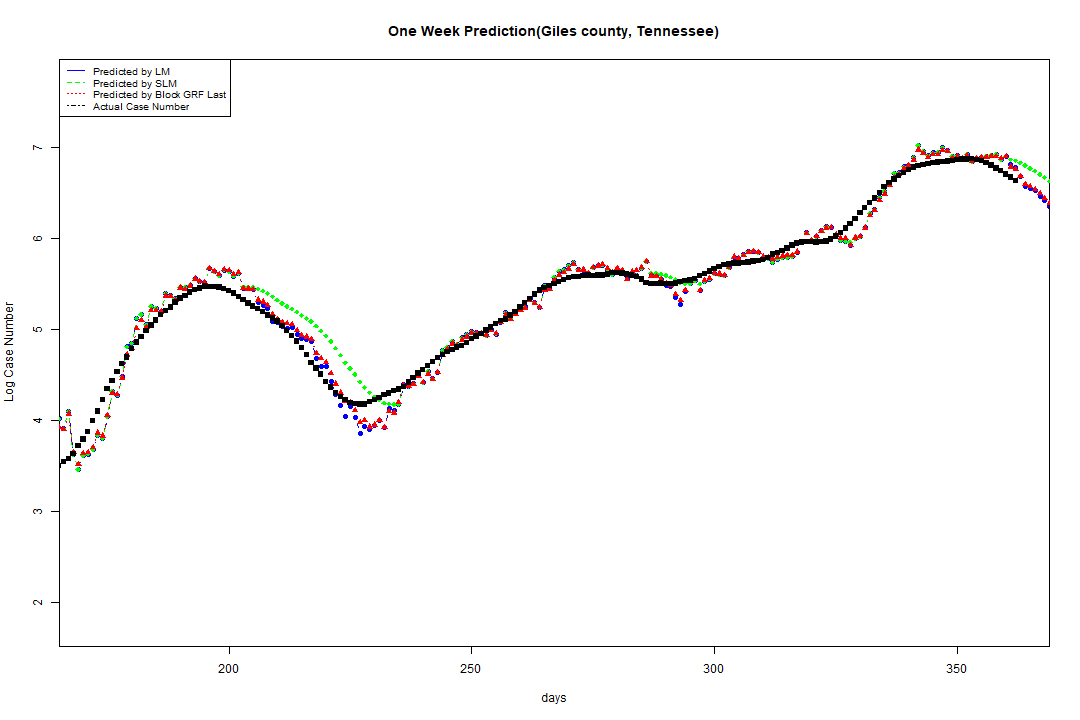 One Week Prediction(Giles county, Tennessee)
Predicted by LM
Predicted by SLM
Predicted by Block GRF Last
Actual Case Number
Log Case Number
7
6
5
4
3
2
200
250
300
350
days